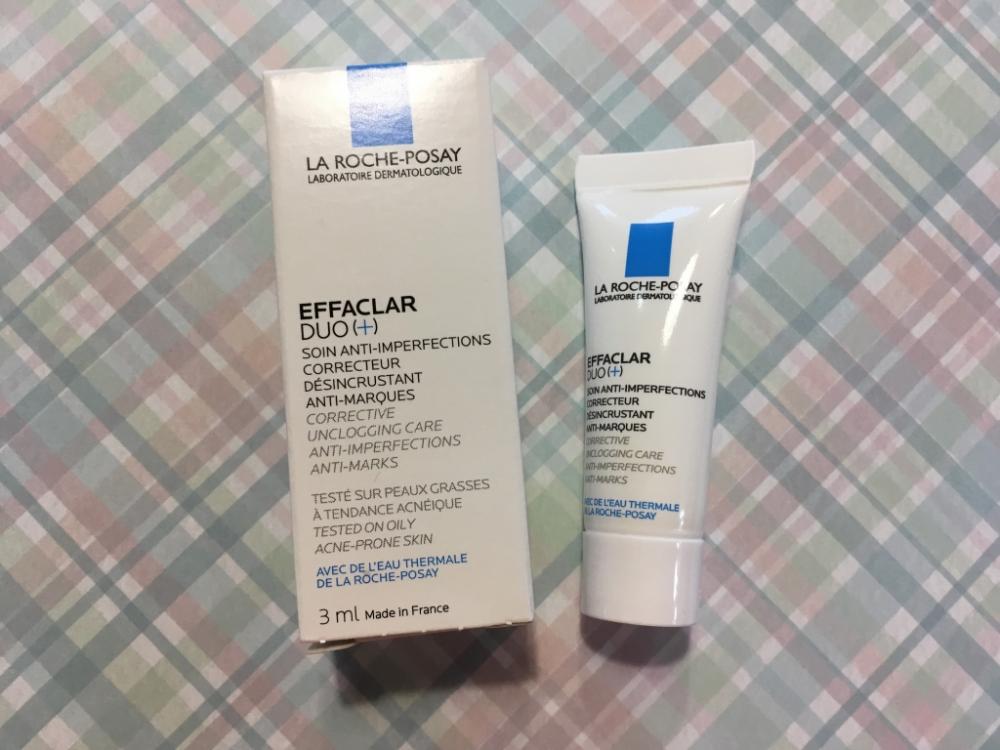 LA ROCHE-POSAY
LABORATOIRE DERMATOLOGIQUE
EFFACLAR
DUO (+)
SOIN ANTI-IMPERFECTIONS
CORRECTEUR
DÉSINCRUSTANT
ANTI-MARQUES
CORRECTIVE
UNCLOGGING CARE
ANTI-IMPERFECTIONS
ANTI-MARKS
TESTÉ SUR PEAUX GRASSES
À TENDANCE ACNÉIQUE
TESTED ON OILY
ACNE-PRONE SKIN
AVEC DE L'EAU THERMALE
DE LA ROCHE-POSAY
3 ml Made in France
LA ROCHE-POSAY
LABORATOIRE DERMATOLOGIQUE
EFFACLAR
DUO (+)
SOIN ANTI-IMPERFECTIONS
CORRECTEUR
DÉSINCRUSTANT
ANTI-MARQUES
CORRECTIVE
UNCLOGGING CARE
ANTI-IMPERFECTIONS
ANTI-MARKS
AVEC DE L'EAU THERMALE
DE LA ROCHE-POSAY